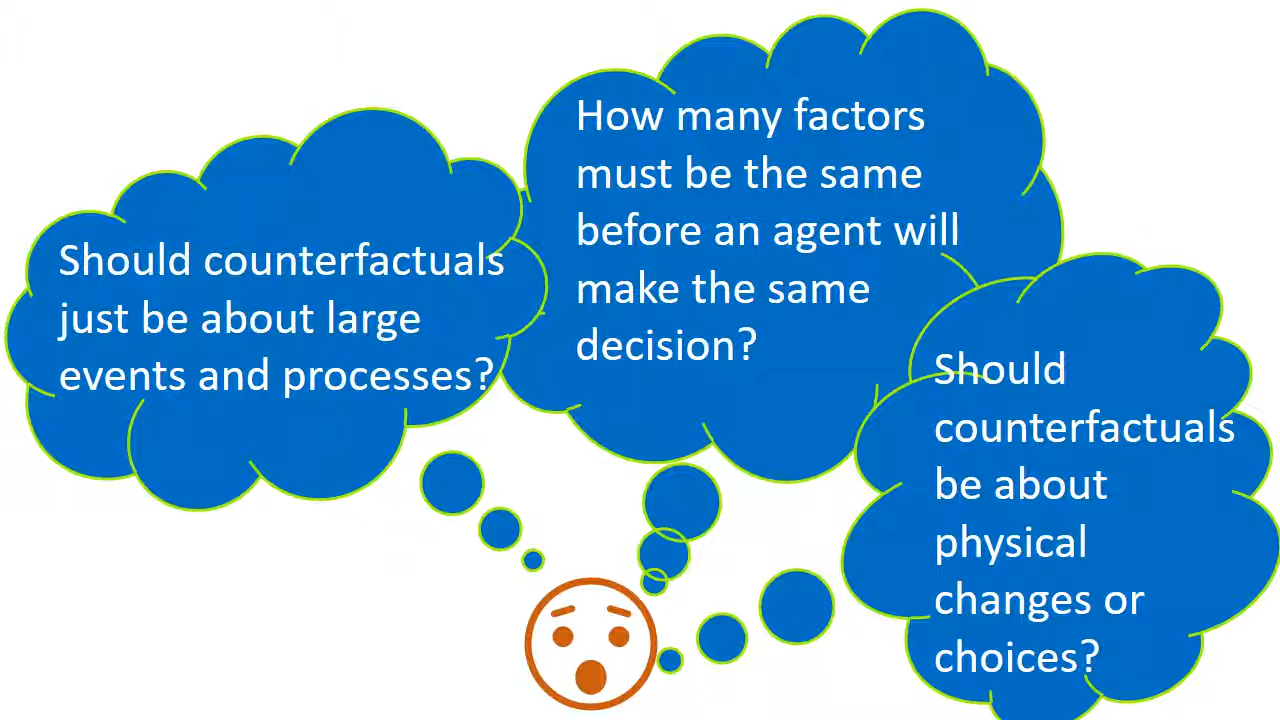 Should counterfactuals
just be about large
events and processes?
How many factors
must be the same
before an agent will
make the same
decision?
Should
counterfactuals
be about
physical
changes or
choices?